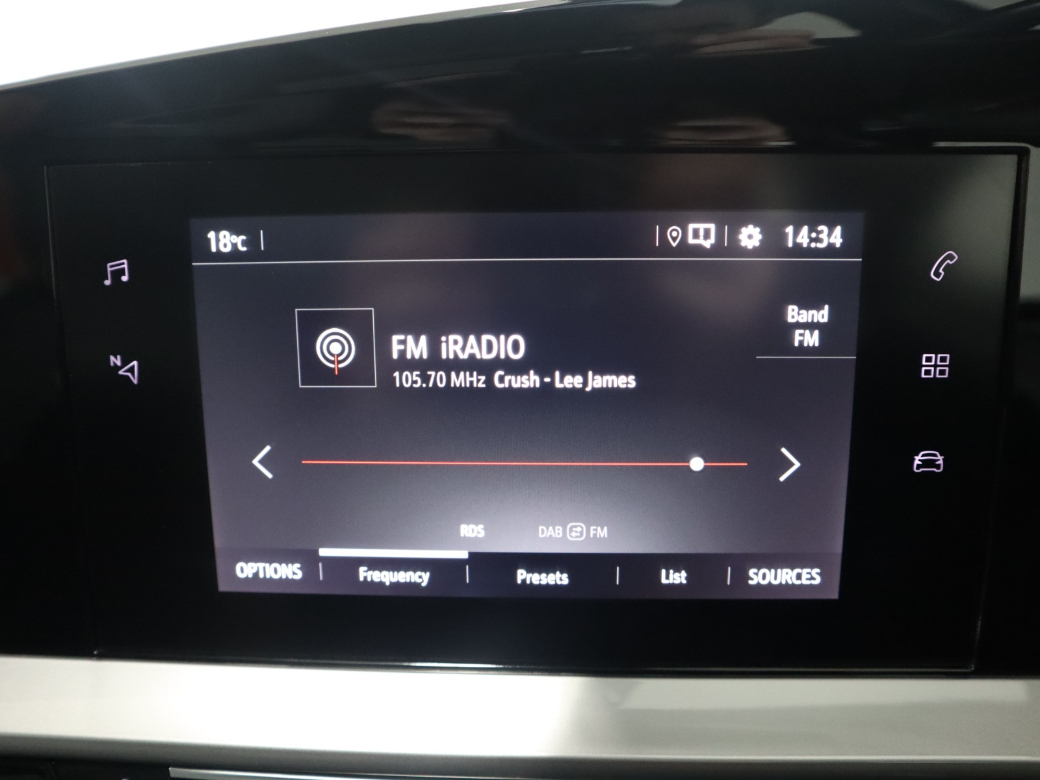 18°C
14:34
Band
FM
FM iRADIO
105.70 MHz Crush - Lee James
N
RDS
DAB FM
OPTIONS
Frequency
Presets
List
SOURCES